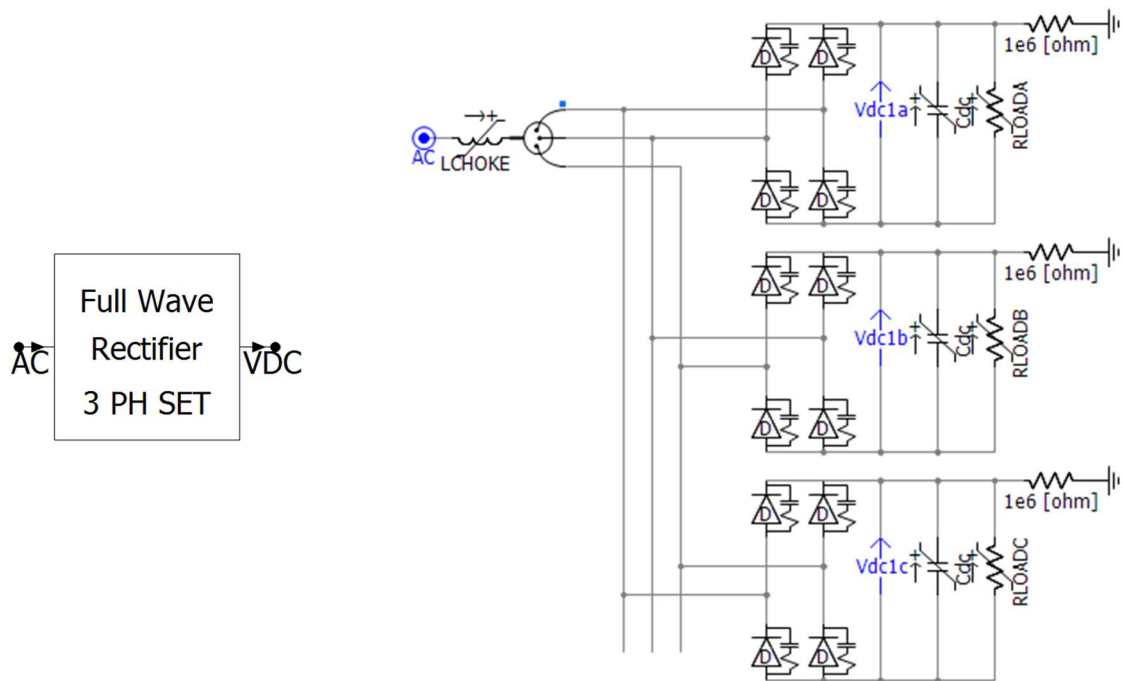 Full Wave
Rectifier
3 PH SET
AC
VDC
AC
LCHOKE
D
D
D
D
Vdc1a
+
Cdc
+
RLOADA
1e6 [ohm]
D
D
D
D
Vdc1b
+
Cdc
+
RLOADB
1e6 [ohm]
D
D
D
D
Vdc1c
+
Cdc
+
RLOADC
1e6 [ohm]